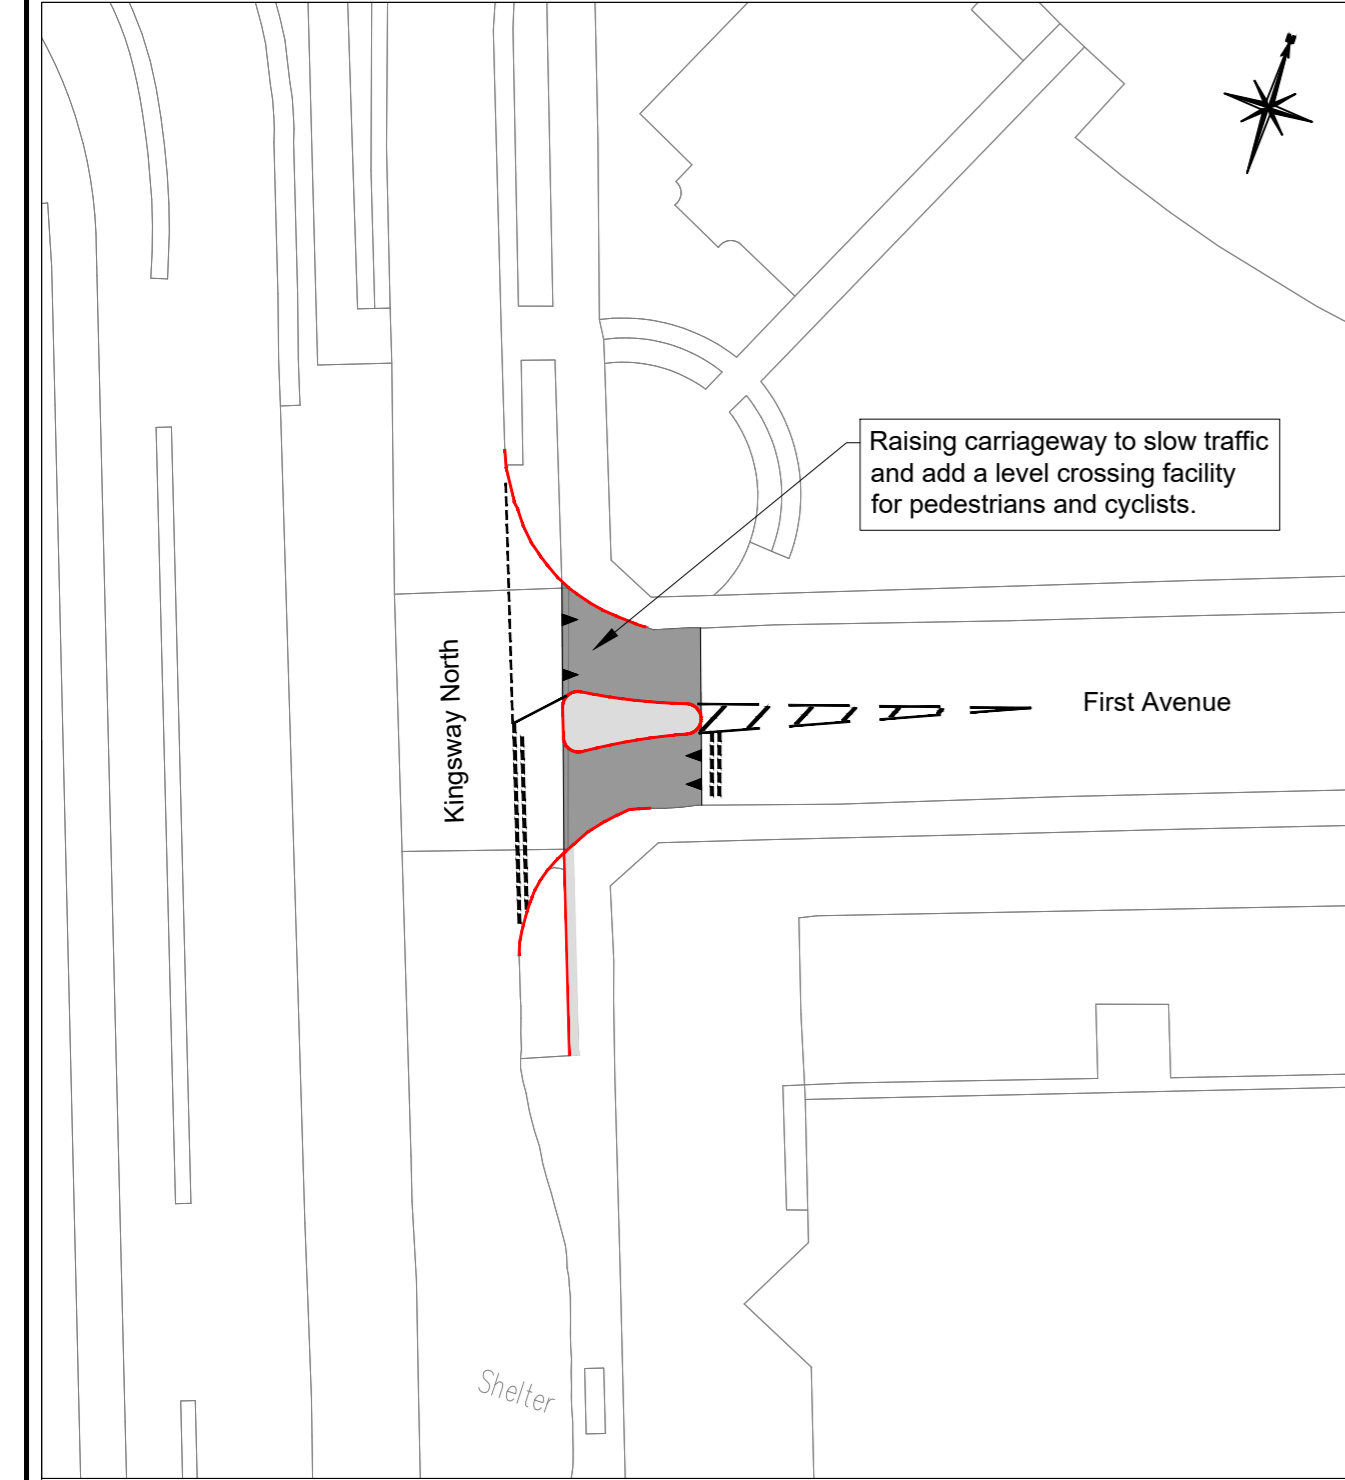 Raising carriageway to slow traffic
and add a level crossing facility
for pedestrians and cyclists.
Kingsway North
First Avenue
Shelter